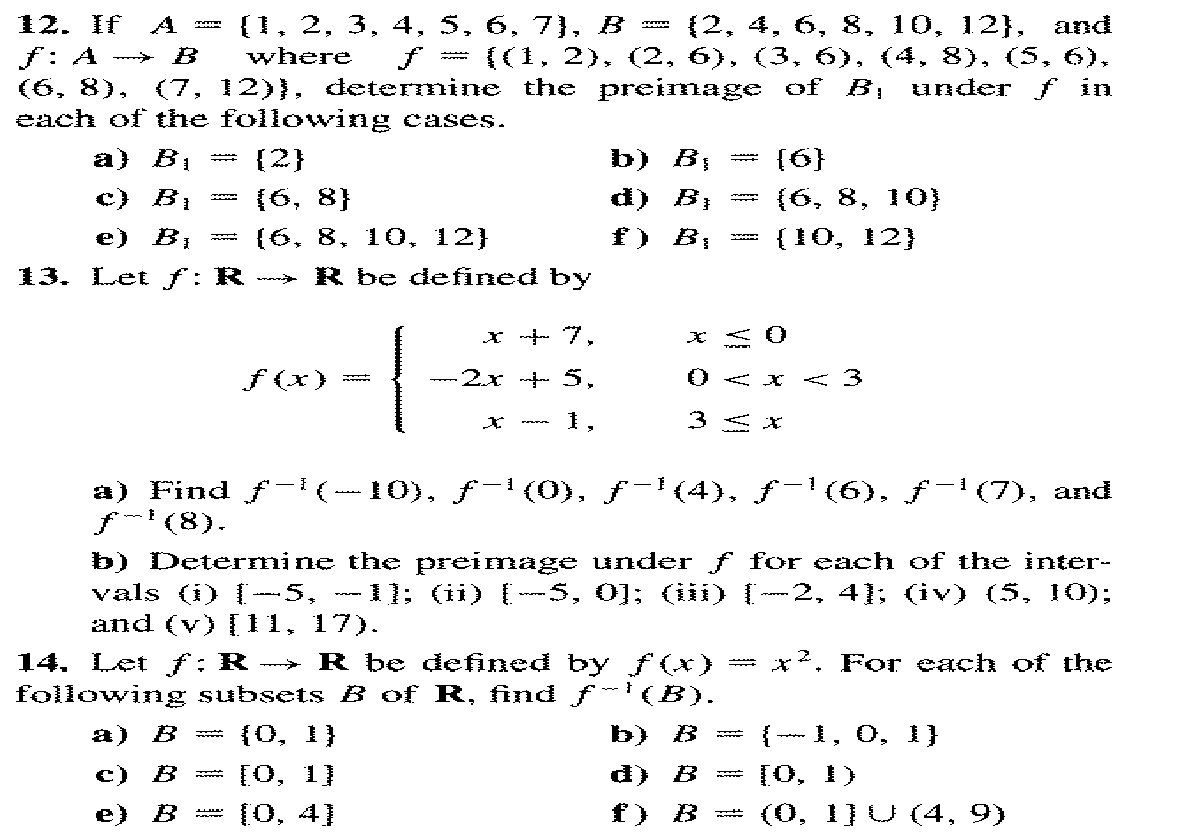 12. If A = {1, 2, 3, 4, 5, 6, 7}, B = {2, 4, 6, 8, 10, 12}, and
f: A → B where f = {(1, 2), (2, 6), (3, 6), (4, 8), (5, 6),
(6, 8), (7, 12)}, determine the preimage of B₁ under f in
each of the following cases.
a) B₁ = {2} b) B₁ = {6}
c) B₁ = {6, 8} d) B₁ = {6, 8, 10}
e) B₁ = {6, 8, 10, 12} f) B₁ = {10, 12}
13. Let f: R → R be defined by
x + 7, x ≤ 0
f(x) = { −2x + 5, 0 < x < 3
x − 1, 3 ≤ x
a) Find f⁻¹(−10), f⁻¹(0), f⁻¹(4), f⁻¹(6), f⁻¹(7), and
f⁻¹(8).
b) Determine the preimage under f for each of the inter-
vals (i) [−5, −1]; (ii) [−5, 0]; (iii) [−2, 4]; (iv) (5, 10);
and (v) [11, 17).
14. Let f: R → R be defined by f(x) = x². For each of the
following subsets B of R, find f⁻¹(B).
a) B = {0, 1} b) B = {−1, 0, 1}
c) B = [0, 1] d) B = [0, 1)
e) B = [0, 4] f) B = (0, 1] ∪ (4, 9)